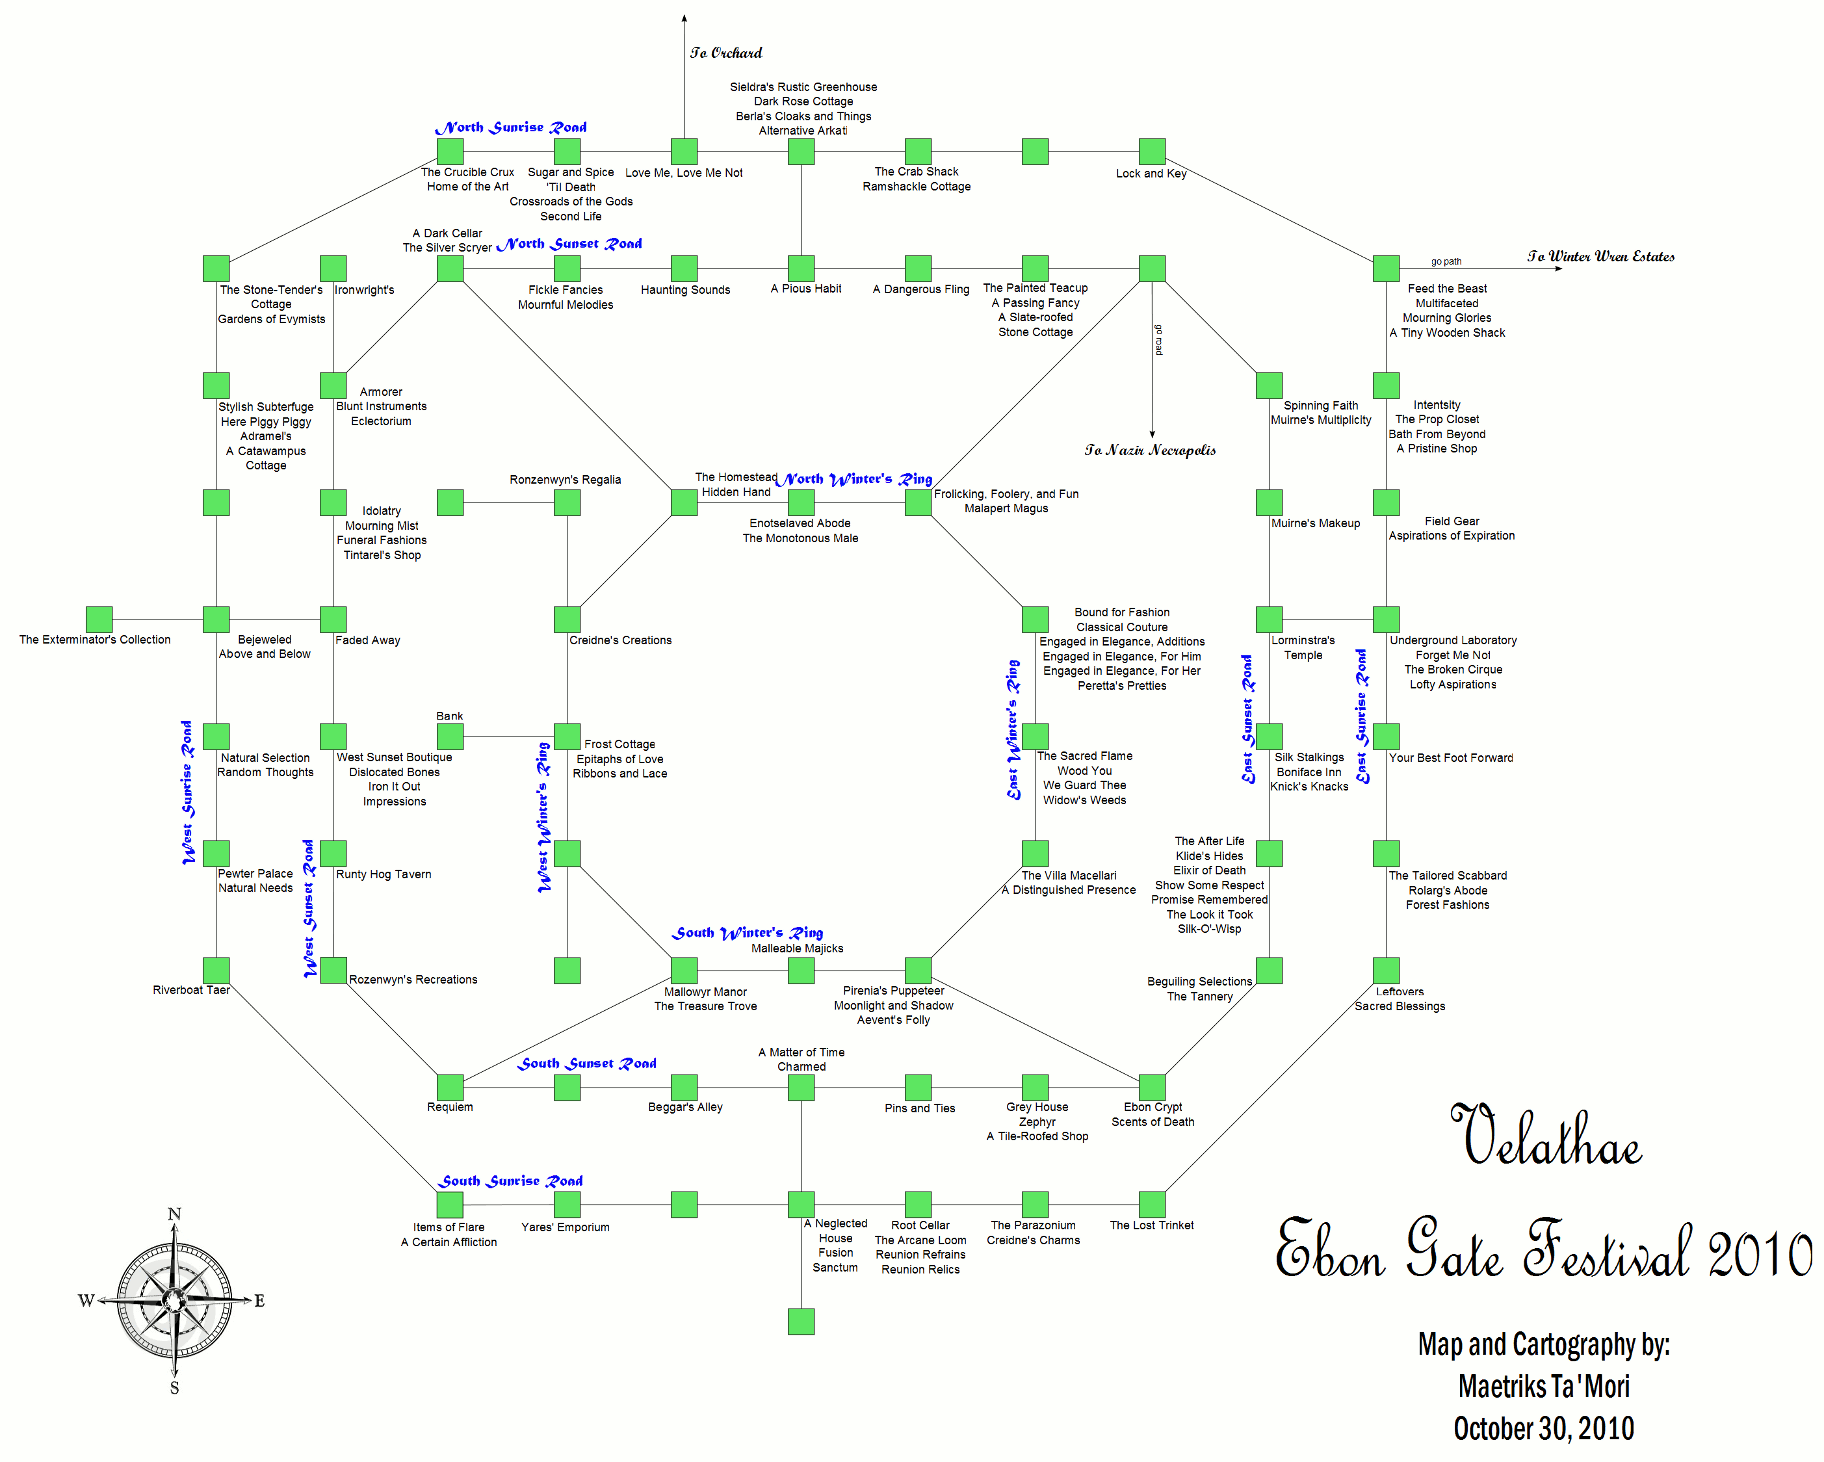 To Orchard
Sieldra's Rustic Greenhouse
Dark Rose Cottage
Berla's Cloaks and Things
Alternative Arkati
North Sunrise Road
The Crucible Crux
Home of the Art
Sugar and Spice
'Til Death
Crossroads of the Gods
Second Life
Love Me, Love Me Not
The Crab Shack
Ramshackle Cottage
Lock and Key
A Dark Cellar
The Silver Scryer
North Sunset Road
The Stone-Tender's
Cottage
Gardens of Evymists
Ironwright's
Fickle Fancies
Mournful Melodies
Haunting Sounds
A Pious Habit
A Dangerous Fling
The Painted Teacup
A Passing Fancy
A Slate-roofed
Stone Cottage
go road
To Nazir Necropolis
go path
To Winter Wren Estates
Feed the Beast
Multifaceted
Mourning Glories
A Tiny Wooden Shack
Stylish Subterfuge
Here Piggy Piggy
Adramel's
A Catawampus
Cottage
Armorer
Blunt Instruments
Eclectorium
Spinning Faith
Muirne's Multiplicity
Intentsity
The Prop Closet
Bath From Beyond
A Pristine Shop
Idolatry
Mourning Mist
Funeral Fashions
Tintarel's Shop
Ronzenwyn's Regalia
The Homestead
Hidden Hand
North Winter's Ring
Enotselaved Abode
The Monotonous Male
Frolicking, Foolery, and Fun
Malapert Magus
Muirne's Makeup
Field Gear
Aspirations of Expiration
The Exterminator's Collection
Bejeweled
Above and Below
Faded Away
Creidne's Creations
Bound for Fashion
Classical Couture
Engaged in Elegance, Additions
Engaged in Elegance, For Him
Engaged in Elegance, For Her
Peretta's Pretties
Lorminstra's
Temple
Underground Laboratory
Forget Me Not
The Broken Cirque
Lofty Aspirations
West Sunrise Road
Natural Selection
Random Thoughts
West Sunset Boutique
Dislocated Bones
Iron It Out
Impressions
Bank
Frost Cottage
Epitaphs of Love
Ribbons and Lace
West Winter's Ring
East Winter's Ring
The Sacred Flame
Wood You
We Guard Thee
Widow's Weeds
East Sunset Road
Silk Stalkings
Boniface Inn
Knick's Knacks
East Sunrise Road
Your Best Foot Forward
Pewter Palace
Natural Needs
West Sunset Road
Runty Hog Tavern
The Villa Macellari
A Distinguished Presence
The After Life
Klide's Hides
Elixir of Death
Show Some Respect
Promise Remembered
The Look it Took
Silk-O'-Wisp
The Tailored Scabbard
Rolarg's Abode
Forest Fashions
Riverboat Taer
Rozenwyn's Recreations
South Winter's Ring
Malleable Majicks
Mallowyr Manor
The Treasure Trove
Pirenia's Puppeteer
Moonlight and Shadow
Aevent's Folly
Beguiling Selections
The Tannery
Leftovers
Sacred Blessings
South Sunset Road
Requiem
Beggar's Alley
A Matter of Time
Charmed
Pins and Ties
Grey House
Zephyr
A Tile-Roofed Shop
Ebon Crypt
Scents of Death
South Sunrise Road
Items of Flare
A Certain Affliction
Yares' Emporium
A Neglected
House
Fusion
Sanctum
Root Cellar
The Arcane Loom
Reunion Refrains
Reunion Relics
The Parazonium
Creidne's Charms
The Lost Trinket
N
W
E
S
Velathae
Ebon Gate Festival 2010
Map and Cartography by:
Maetriks Ta'Mori
October 30, 2010